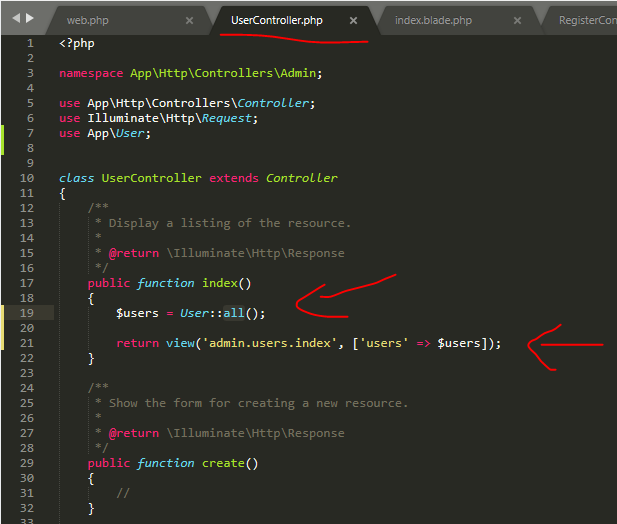 web.php × UserController.php × index.blade.php × RegisterCon
1 <?php
2
3 namespace App\Http\Controllers\Admin;
4
5 use App\Http\Controllers\Controller;
6 use Illuminate\Http\Request;
7 use App\User;
8
9
10 class UserController extends Controller
11 {
12 /**
13 * Display a listing of the resource.
14 *
15 * @return \Illuminate\Http\Response
16 */
17 public function index()
18 {
19 $users = User::all();
20
21 return view('admin.users.index', ['users' => $users]);
22 }
23
24 /**
25 * Show the form for creating a new resource.
26 *
27 * @return \Illuminate\Http\Response
28 */
29 public function create()
30 {
31 //
32 }
33